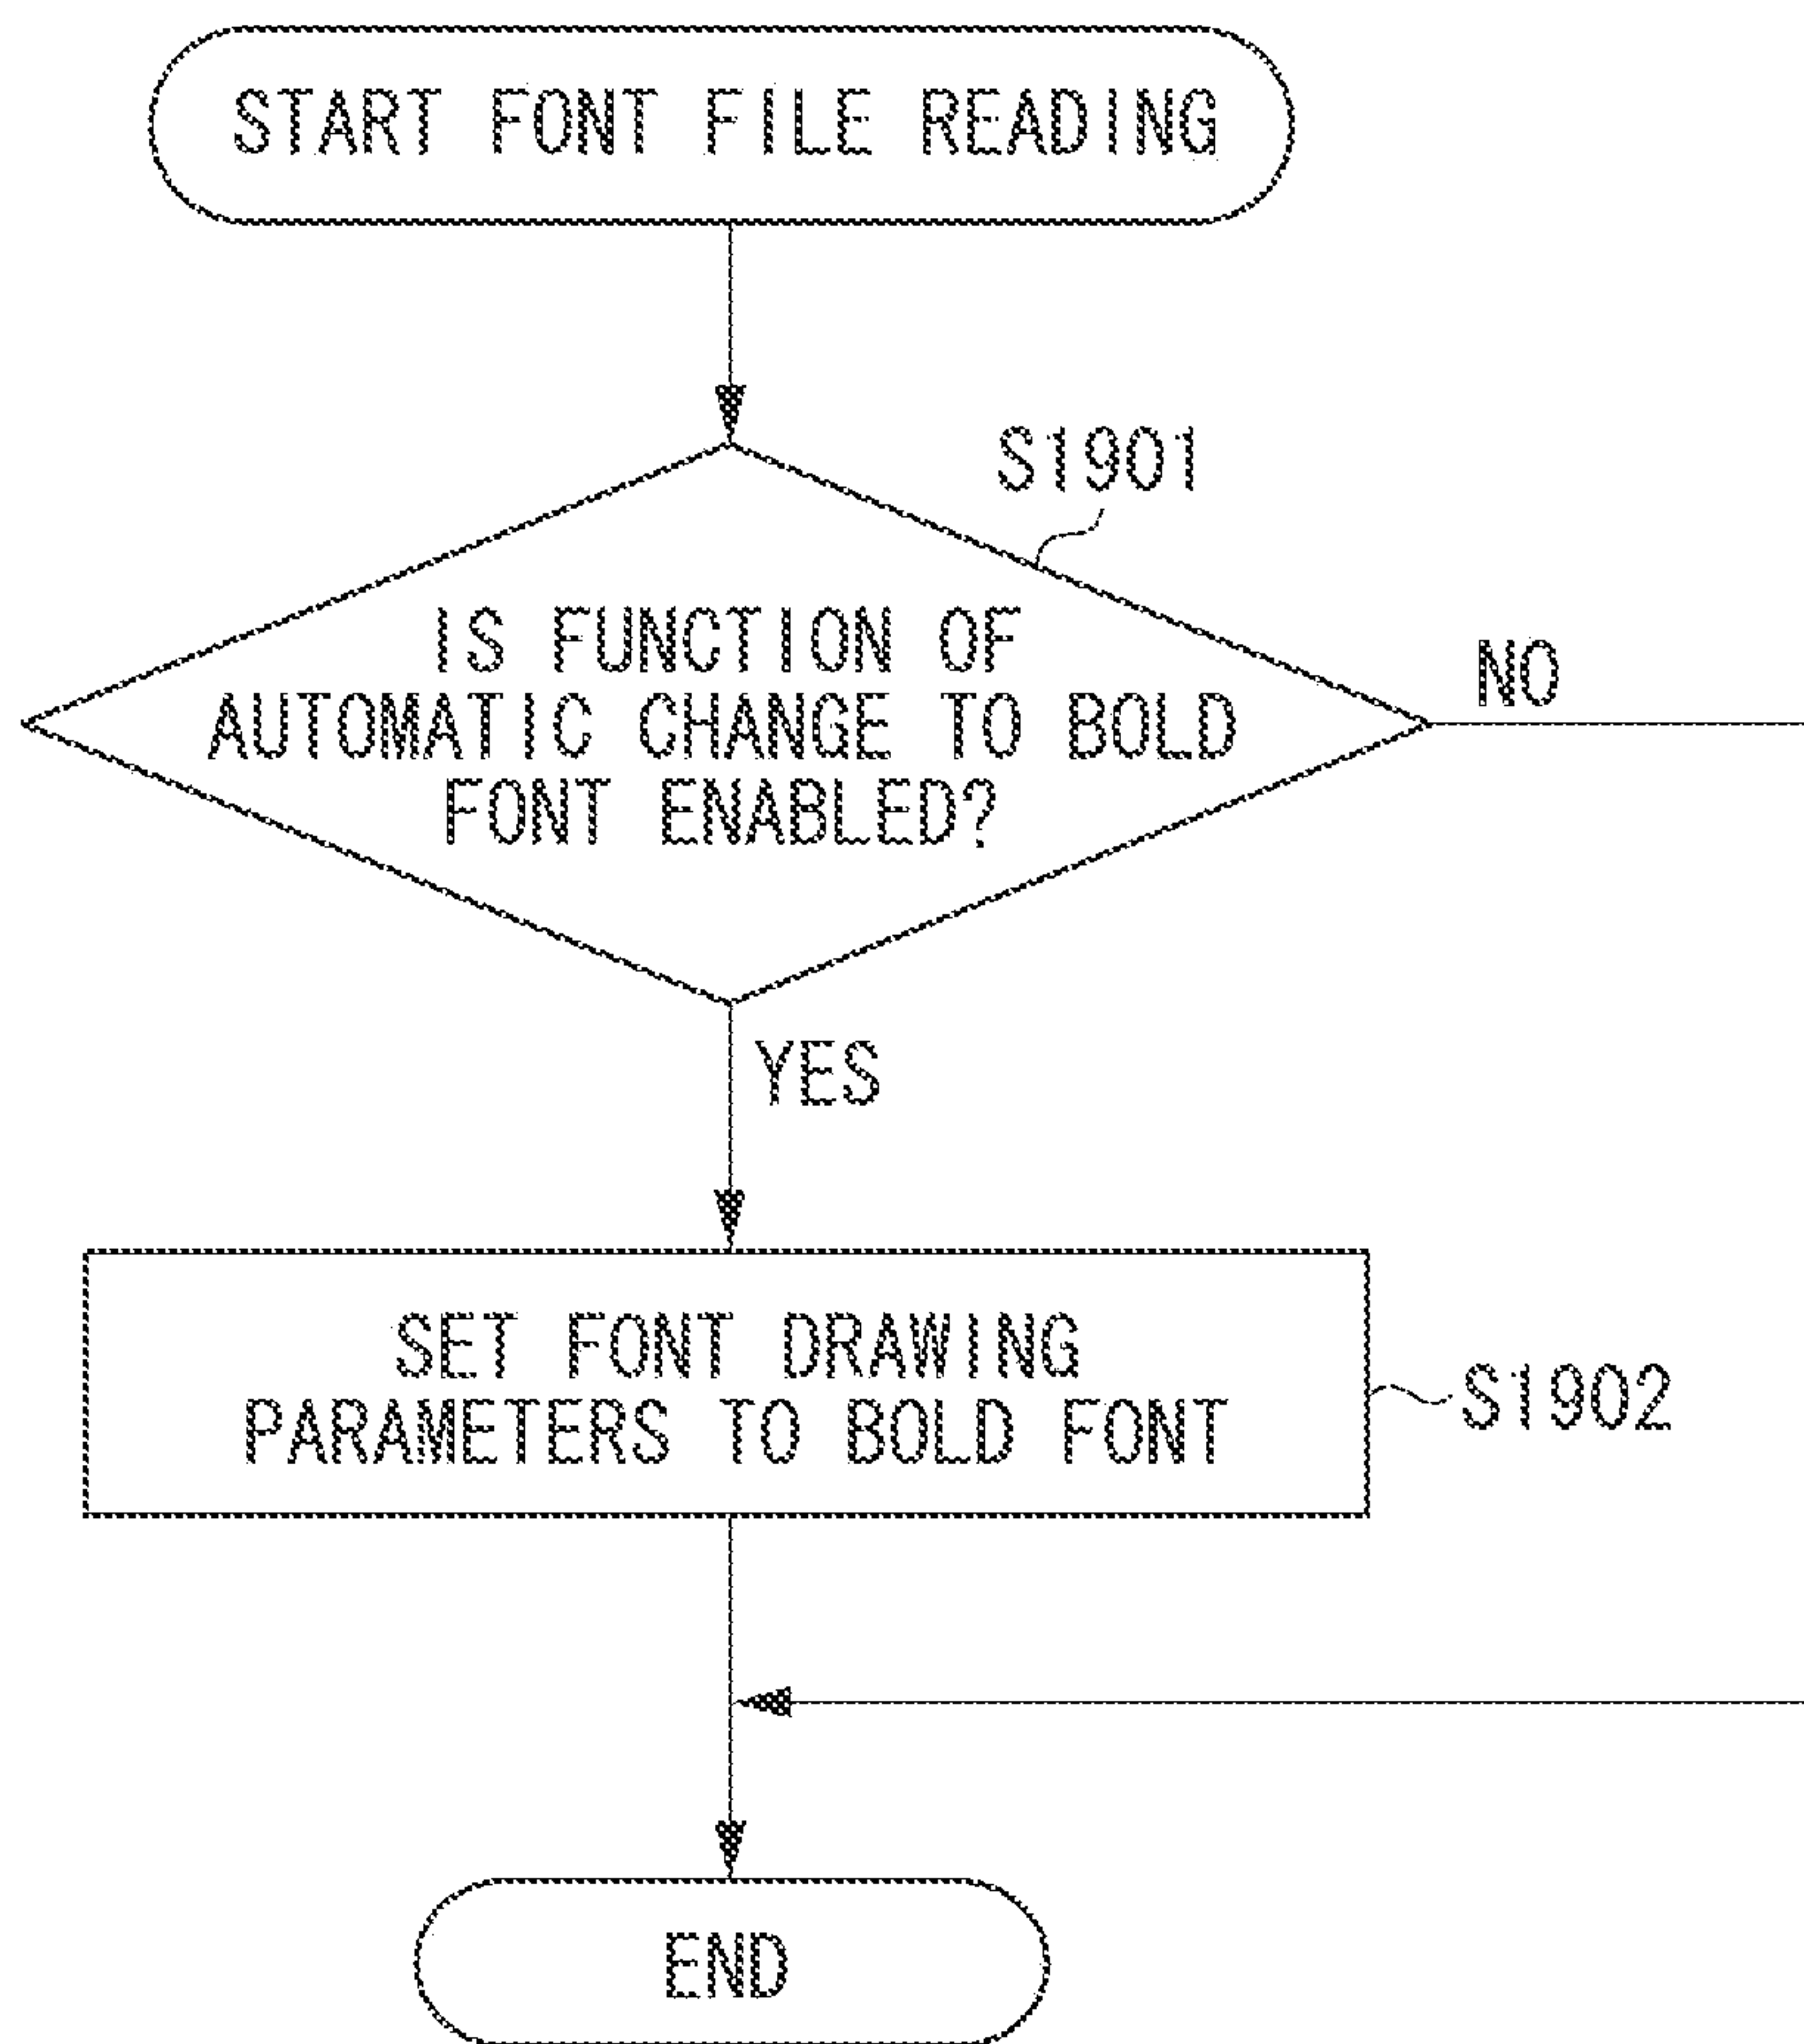 START FONT FILE READING
S1901
IS FUNCTION OF
AUTOMATIC CHANGE TO BOLD
FONT ENABLED?
NO
YES
SET FONT DRAWING
PARAMETERS TO BOLD FONT
S1902
END